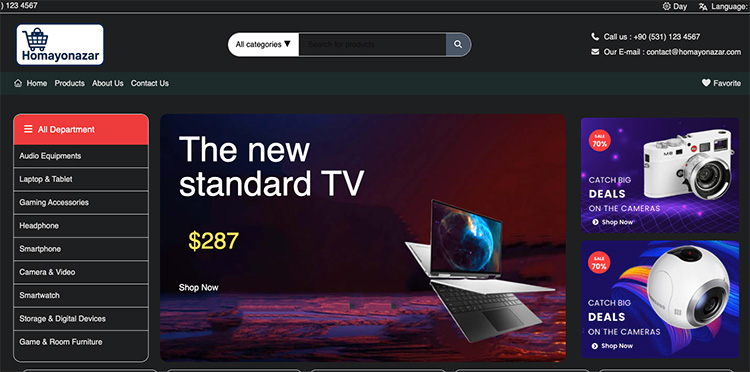 ) 123 4567
Day
Language:
Homayonazar
All categories ▼
Search for products
Call us : +90 (531) 123 4567
Our E-mail : contact@homayonazar.com
Home
Products
About Us
Contact Us
Favorite
All Department
Audio Equipments
Laptop & Tablet
Gaming Accessories
Headphone
Smartphone
Camera & Video
Smartwatch
Storage & Digital Devices
Game & Room Furniture
The new
standard TV
$287
Shop Now
SALE
70%
CATCH BIG
DEALS
ON THE CAMERAS
Shop Now
SALE
70%
CATCH BIG
DEALS
ON THE CAMERAS
Shop Now